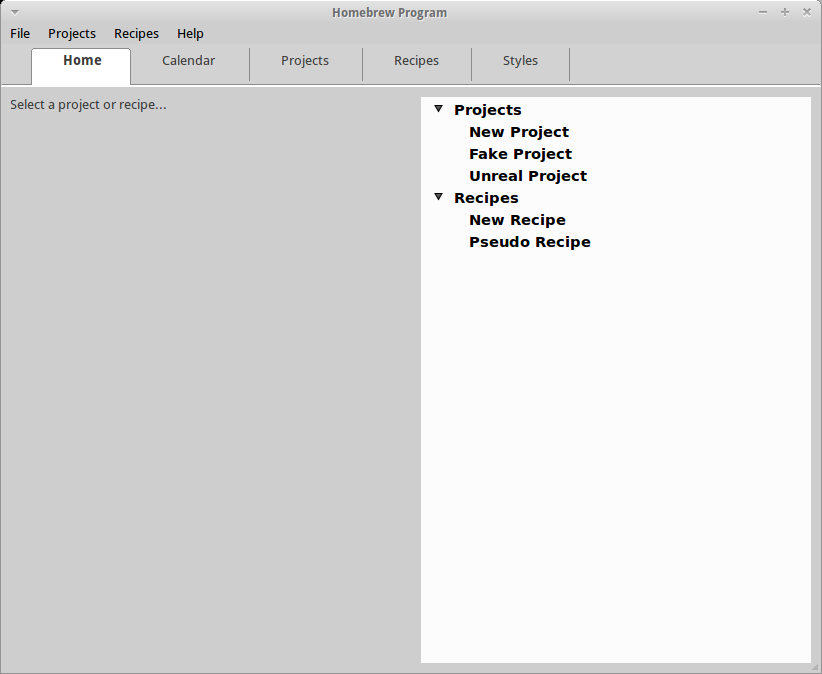 Homebrew Program
File Projects Recipes Help
Home Calendar Projects Recipes Styles
Select a project or recipe...
Projects
New Project
Fake Project
Unreal Project
Recipes
New Recipe
Pseudo Recipe